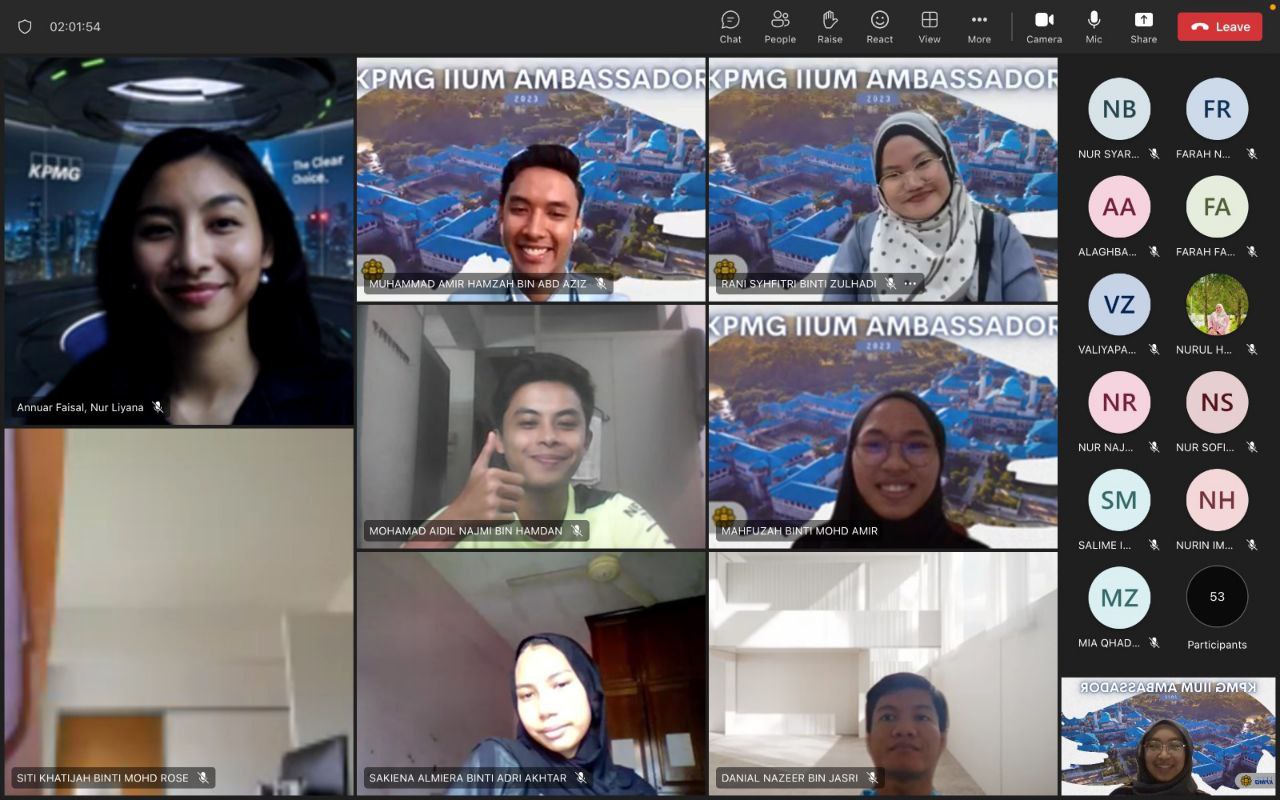 02:01:54
Chat
People
Raise
React
View
More
Camera
Mic
Share
Leave
KPMG
The Clear
Choice.
Annuar Faisal, Nur Liyana
KPMG IIUM AMBASSADOR
2023
MUHAMMAD AMIR HAMZAH BIN ABD AZIZ
KPMG IIUM AMBASSADOR
2023
RANI SYHFITRI BINTI ZULHADI
MOHAMAD AIDIL NAJMI BIN HAMDAN
KPMG IIUM AMBASSADOR
2023
MAHFUZAH BINTI MOHD AMIR
SITI KHATIJAH BINTI MOHD ROSE
SAKIENA ALMIERA BINTI ADRI AKHTAR
DANIAL NAZEER BIN JASRI
NB
NUR SYAR...
FR
FARAH N...
AA
ALAGHBA...
FA
FARAH FA...
VZ
VALIYAPA...
NURUL H...
NR
NUR NAJ...
NS
NUR SOFI...
SM
SALIME I...
NH
NURIN IM...
MZ
MIA QHAD...
53
Participants
KPMG IIUM AMBASSADOR